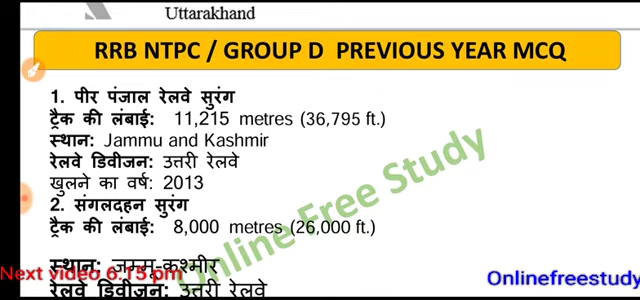 Uttarakhand
RRB NTPC / GROUP D PREVIOUS YEAR MCQ
1. पीर पंजाल रेलवे सुरंग
ट्रैक की लंबाई: 11,215 metres (36,795 ft.)
स्थान: Jammu and Kashmir
रेलवे डिवीजन: उत्तरी रेलवे
खुलने का वर्ष: 2013
2. संगलदहन सुरंग
ट्रैक की लंबाई: 8,000 metres (26,000 ft.)
स्थान: जम्मू-कश्मीर
रेलवे डिवीजन: उत्तरी रेलवे
Online Free Study
Next video 6:15 pm
Onlinefreestudy